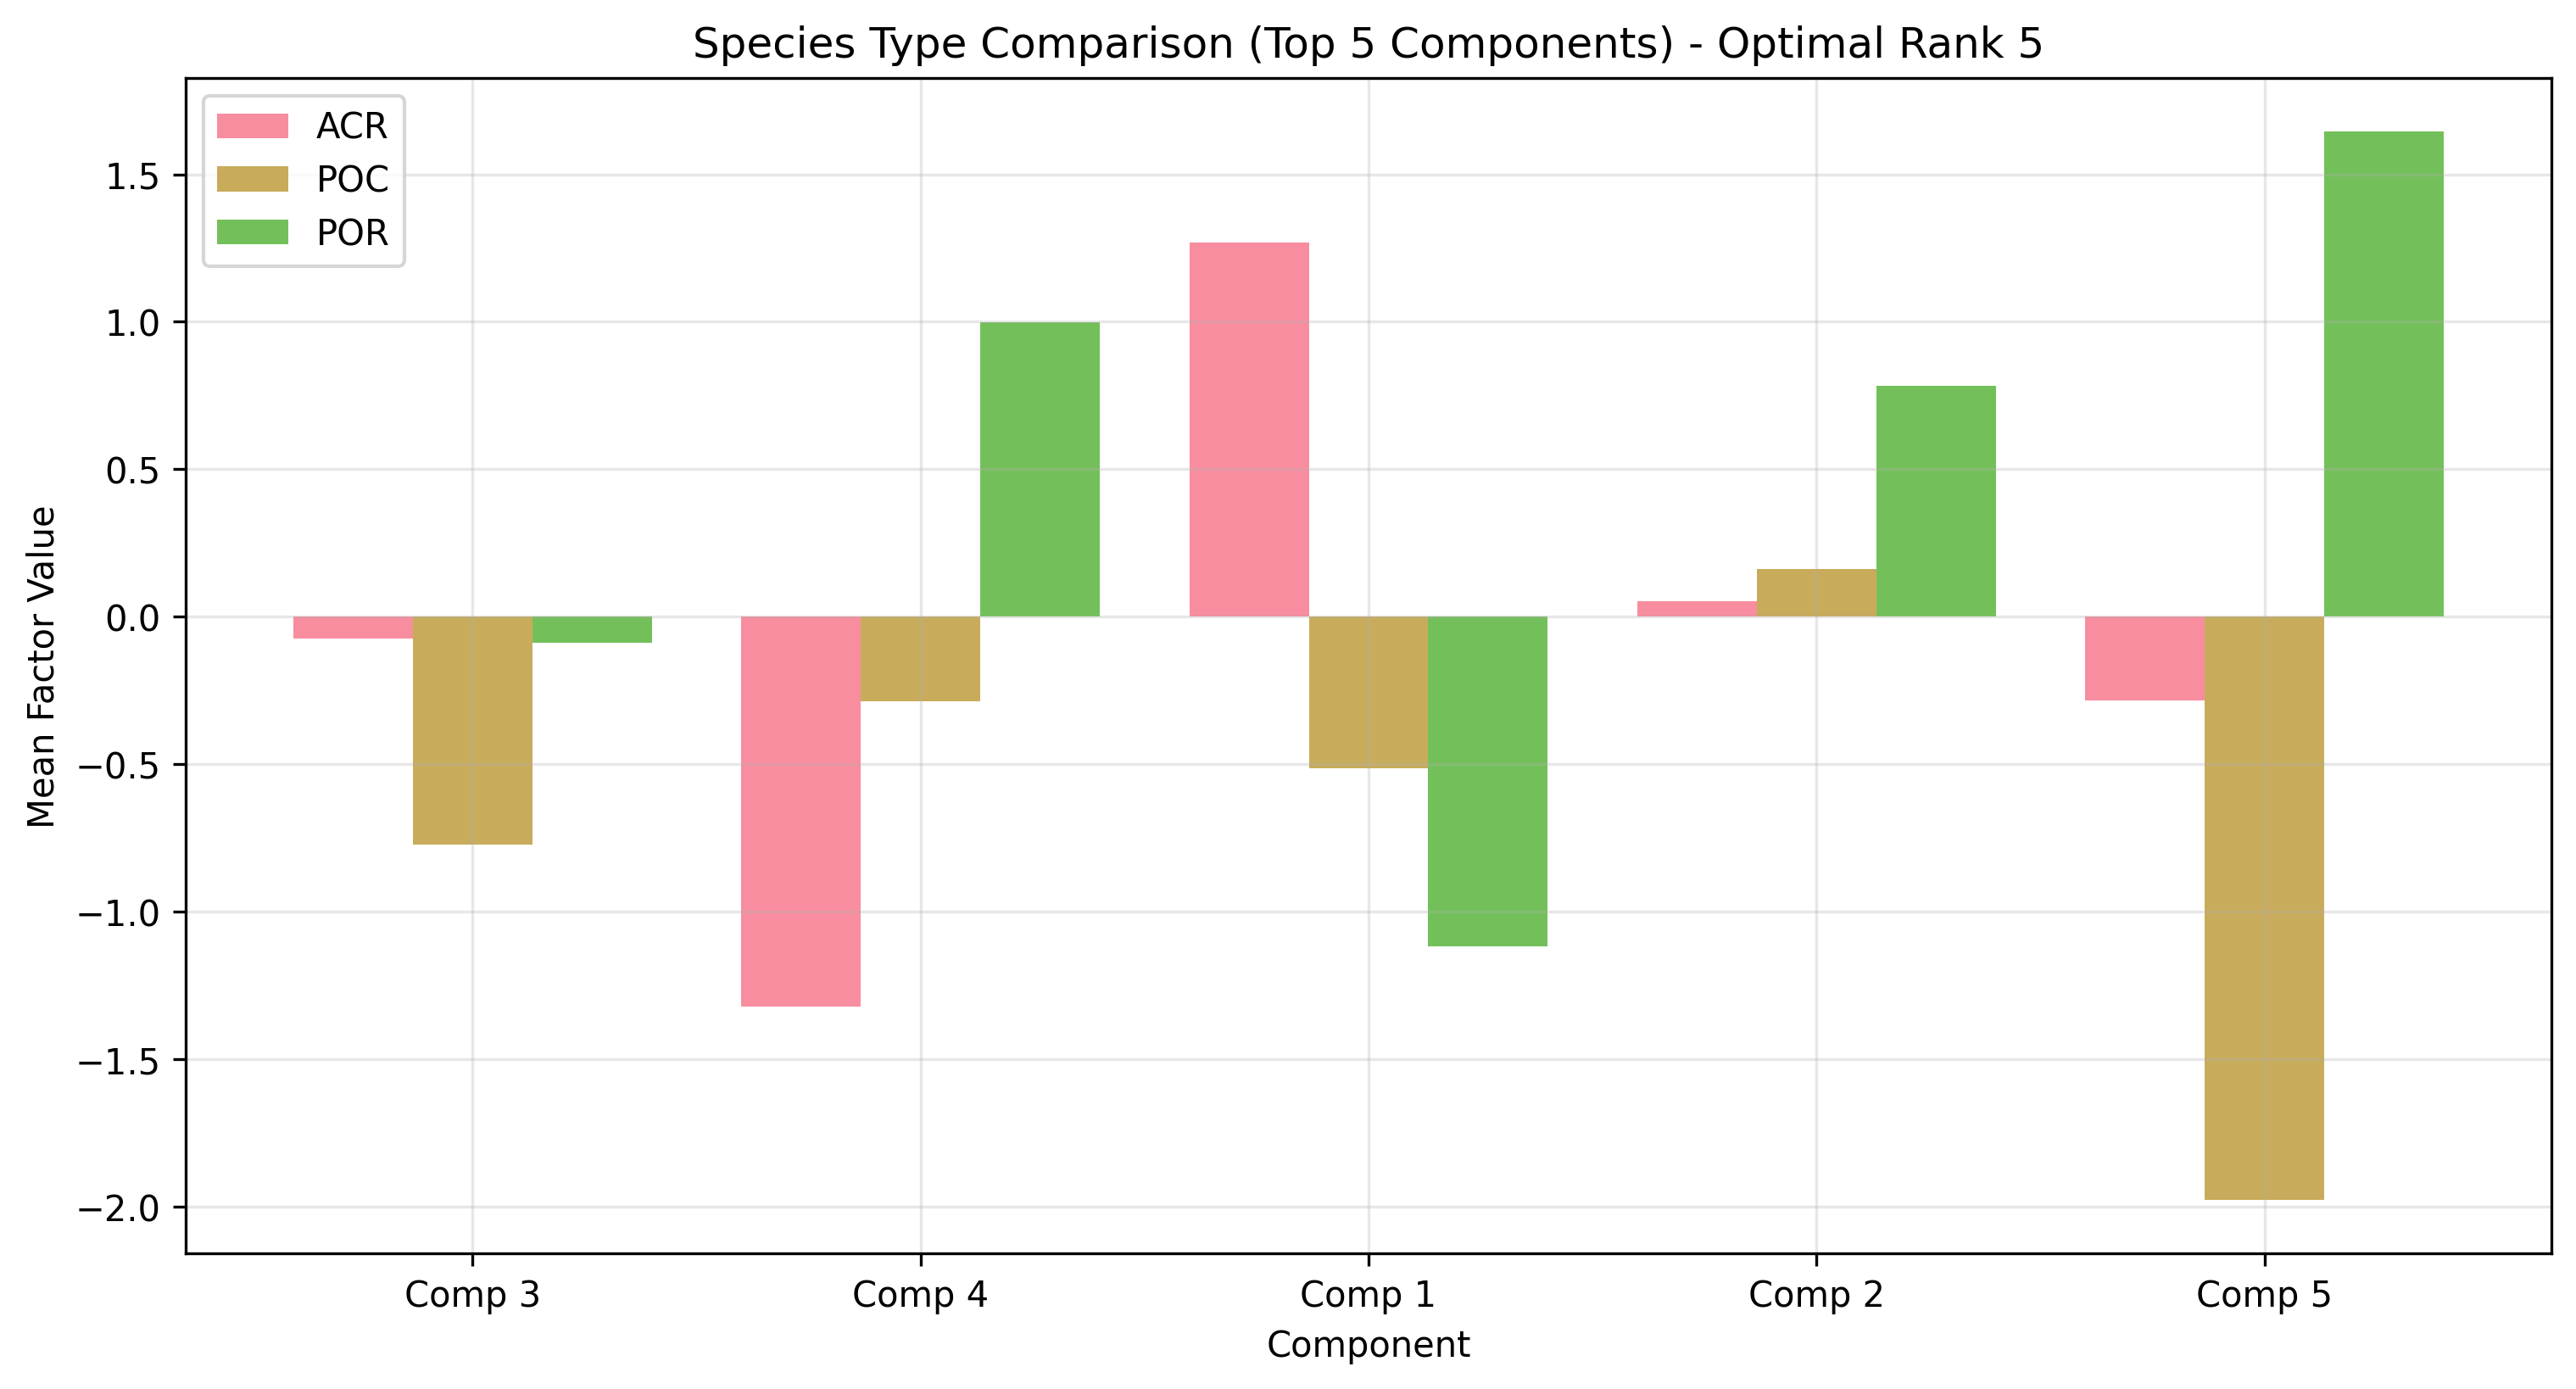 Species Type Comparison (Top 5 Components) - Optimal Rank 5
ACR
POC
POR
Mean Factor Value
1.5
1.0
0.5
0.0
−0.5
−1.0
−1.5
−2.0
Comp 3
Comp 4
Comp 1
Comp 2
Comp 5
Component